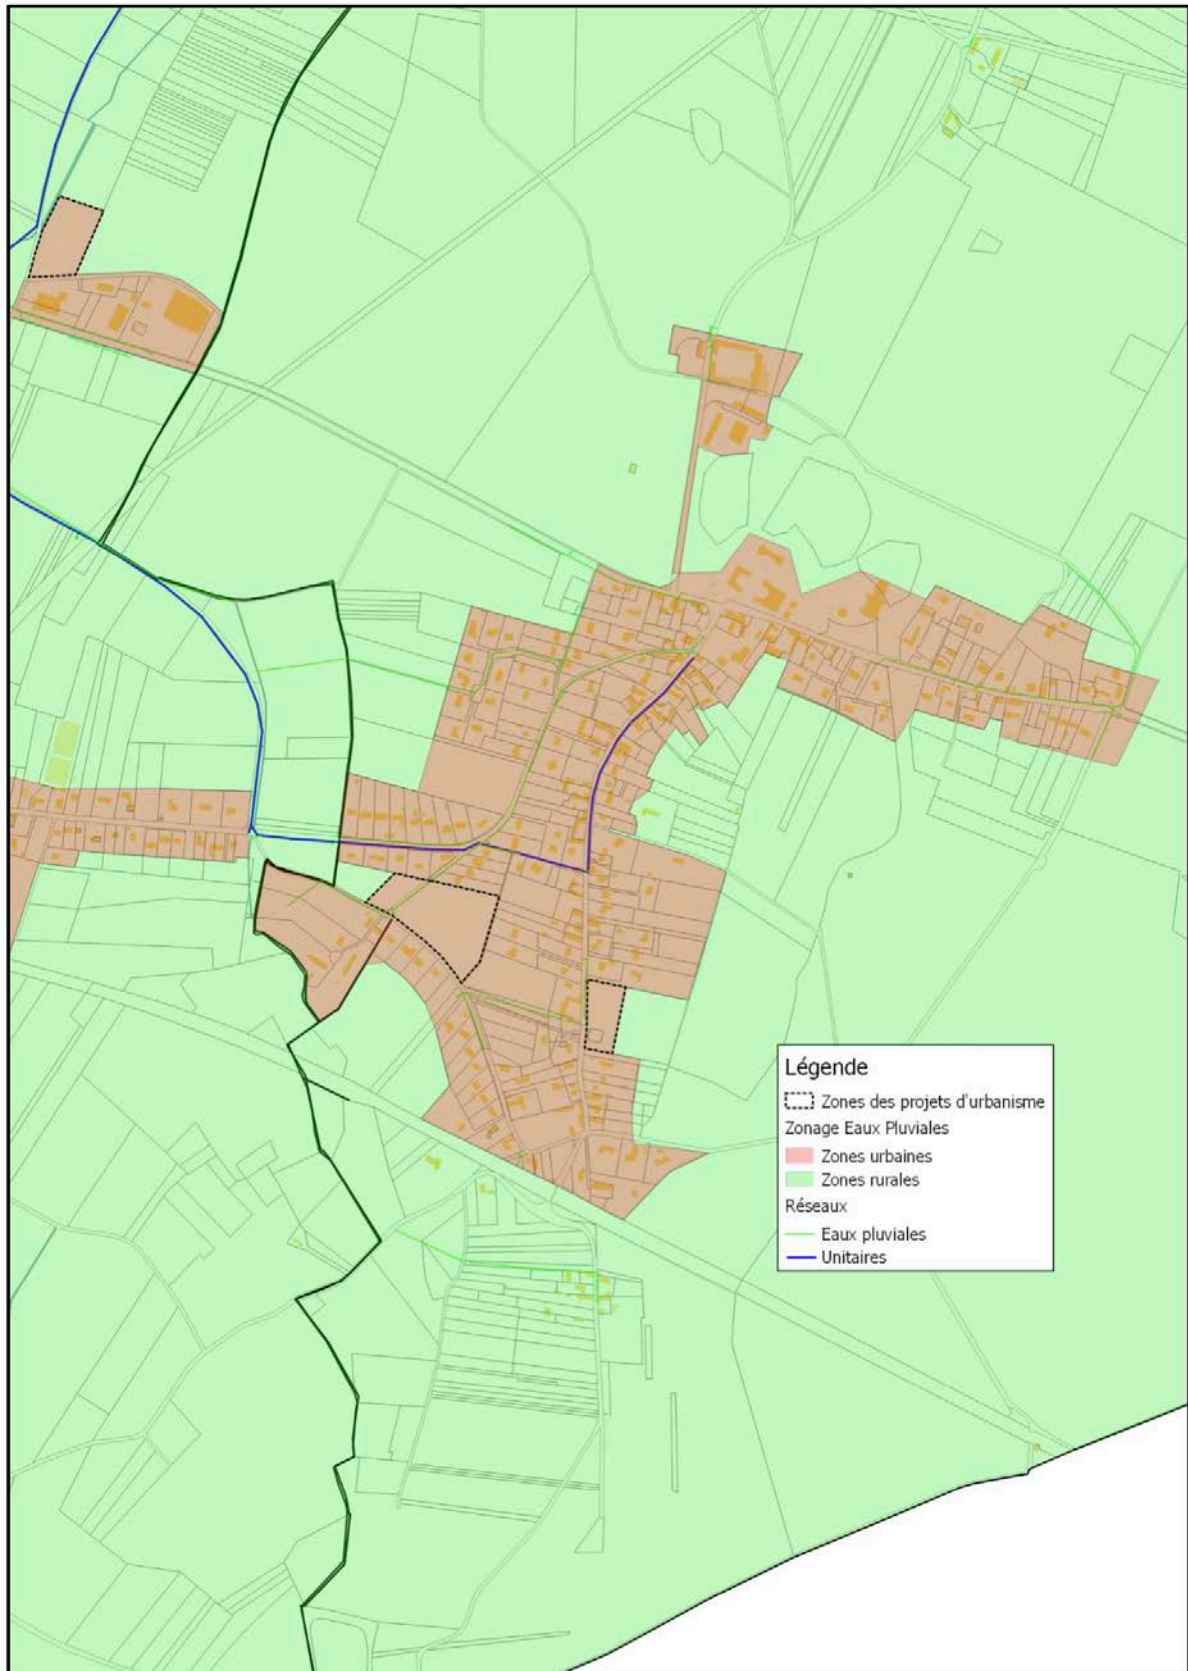 Légende
Zones des projets d'urbanisme
Zonage Eaux Pluviales
Zones urbaines
Zones rurales
Réseaux
Eaux pluviales
Unitaires